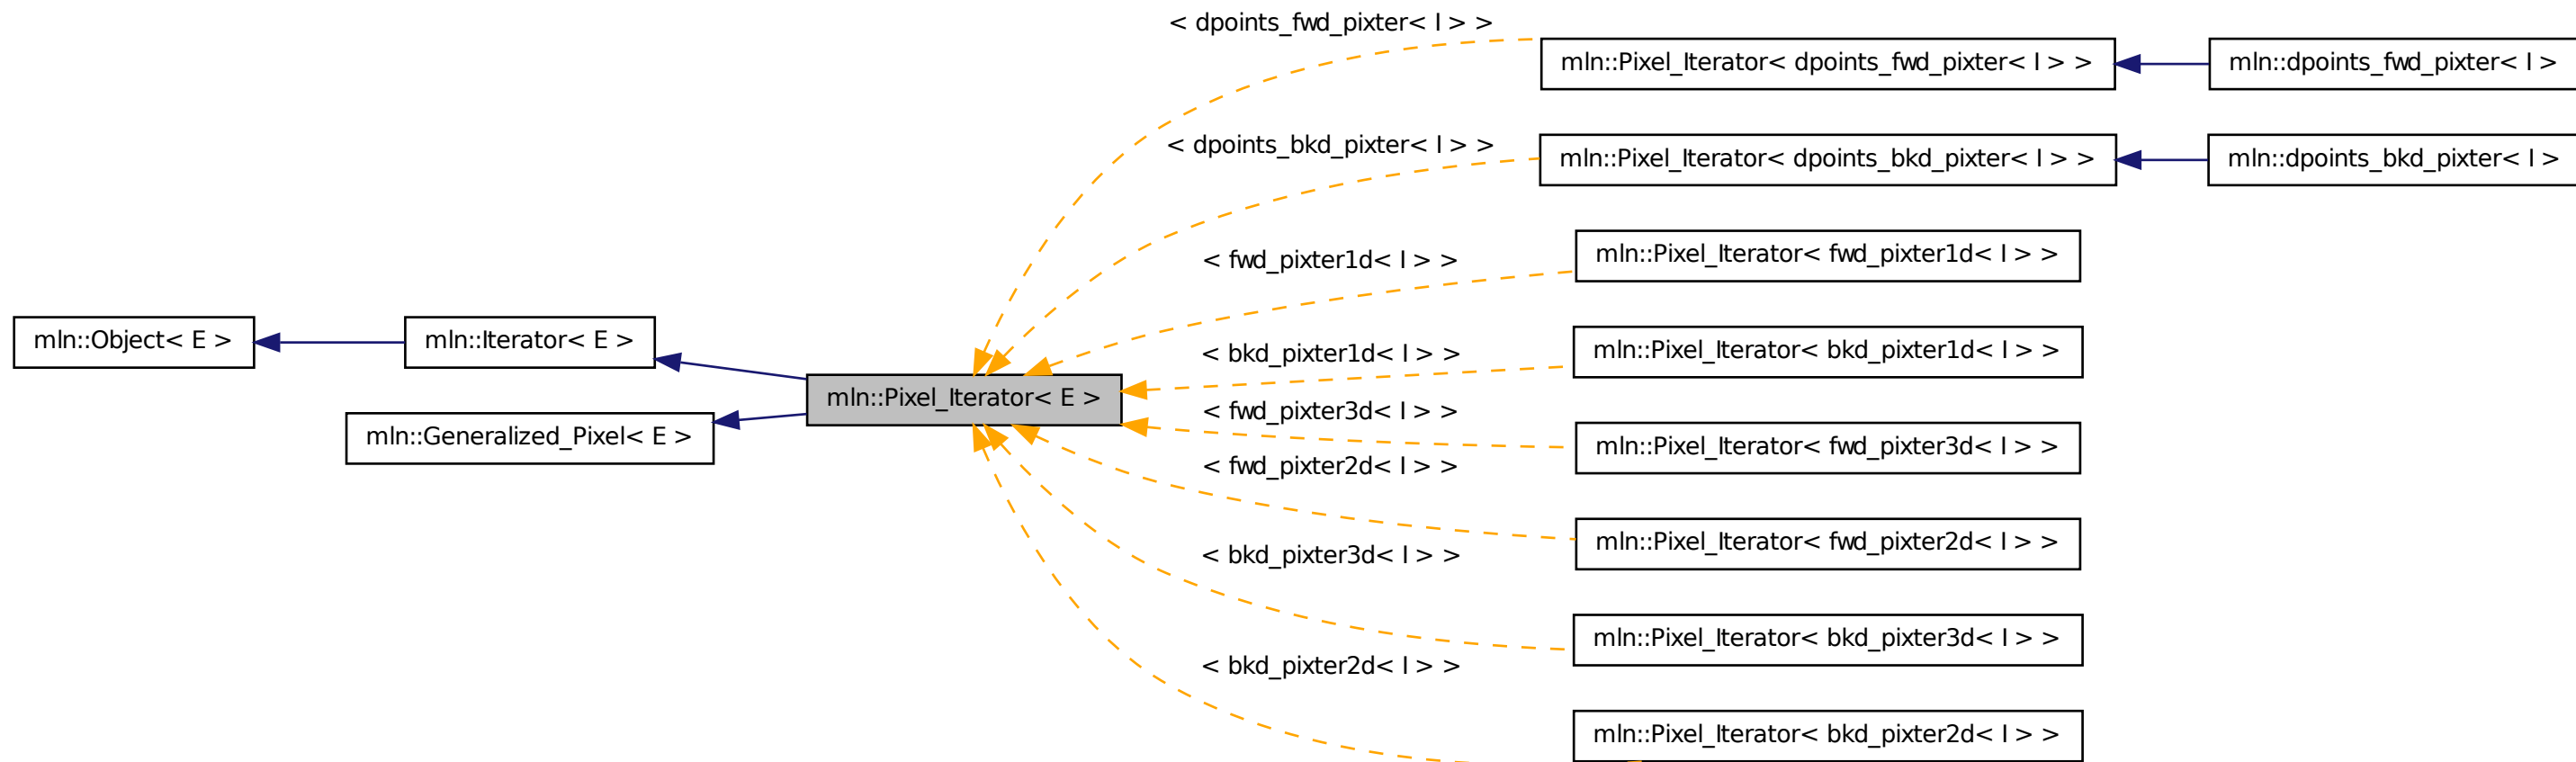 < dpoints_fwd_pixter< I > >
mln::Pixel_Iterator< dpoints_fwd_pixter< I > >
mln::dpoints_fwd_pixter< I >
< dpoints_bkd_pixter< I > >
mln::Pixel_Iterator< dpoints_bkd_pixter< I > >
mln::dpoints_bkd_pixter< I >
< fwd_pixter1d< I > >
mln::Pixel_Iterator< fwd_pixter1d< I > >
mln::Object< E >
mln::Iterator< E >
< bkd_pixter1d< I > >
mln::Pixel_Iterator< bkd_pixter1d< I > >
mln::Pixel_Iterator< E >
< fwd_pixter3d< I > >
mln::Generalized_Pixel< E >
mln::Pixel_Iterator< fwd_pixter3d< I > >
< fwd_pixter2d< I > >
mln::Pixel_Iterator< fwd_pixter2d< I > >
< bkd_pixter3d< I > >
mln::Pixel_Iterator< bkd_pixter3d< I > >
< bkd_pixter2d< I > >
mln::Pixel_Iterator< bkd_pixter2d< I > >